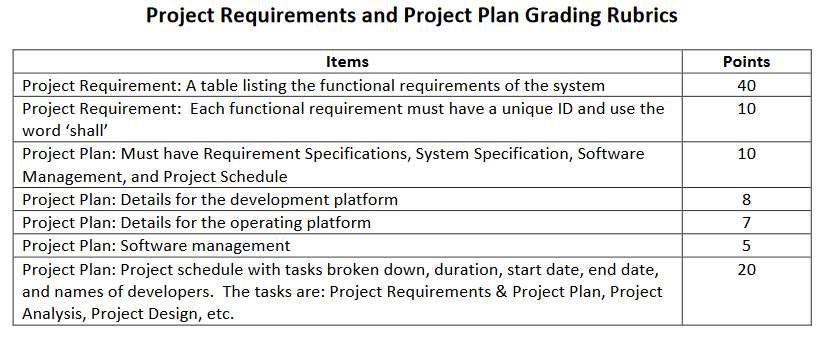 Project Requirements and Project Plan Grading Rubrics
Items Points
Project Requirement: A table listing the functional requirements of the system 40
Project Requirement:  Each functional requirement must have a unique ID and use the 10
word ‘shall’
Project Plan: Must have Requirement Specifications, System Specification, Software 10
Management, and Project Schedule
Project Plan: Details for the development platform 8
Project Plan: Details for the operating platform 7
Project Plan: Software management 5
Project Plan: Project schedule with tasks broken down, duration, start date, end date, 20
and names of developers.  The tasks are: Project Requirements & Project Plan, Project
Analysis, Project Design, etc.